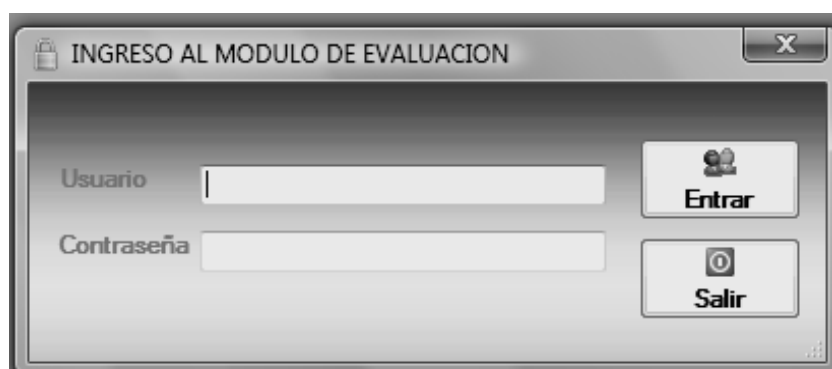 INGRESO AL MODULO DE EVALUACION
Usuario
Entrar
Contraseña
Salir